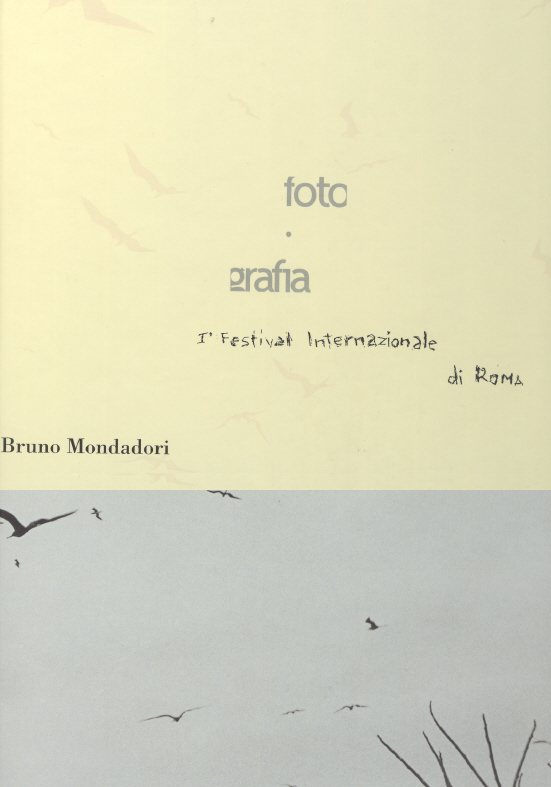 foto
.
grafia
I° Festival Internazionale
di Roma
Bruno Mondadori